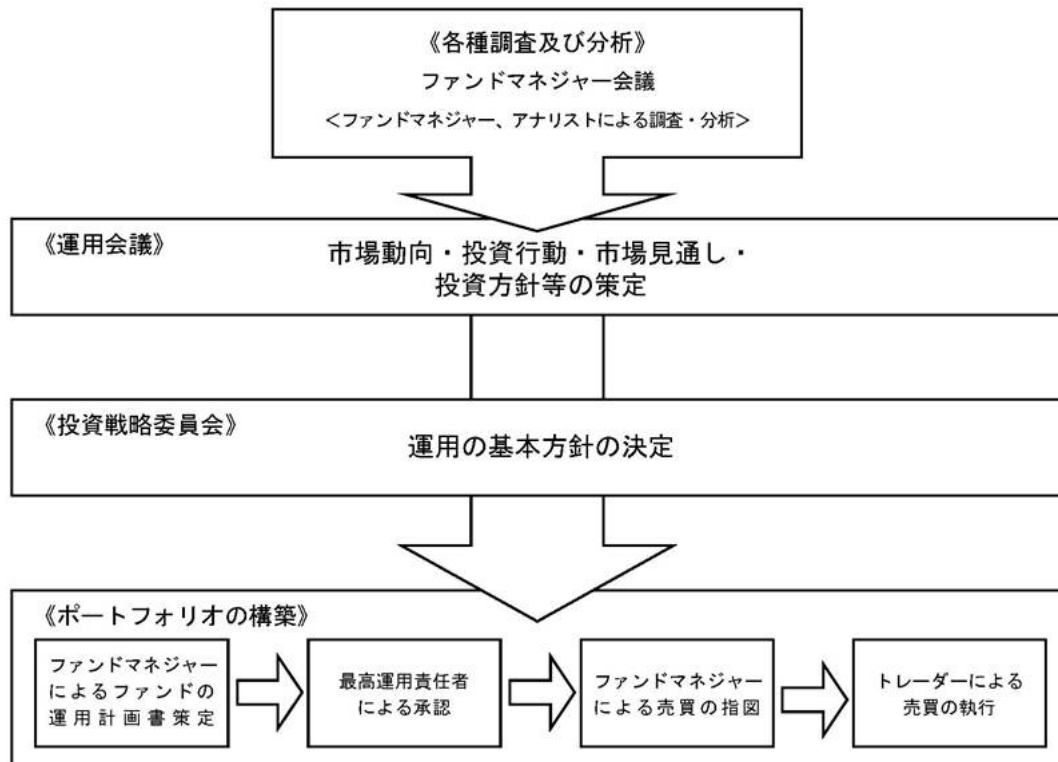 《各種調査及び分析》
ファンドマネジャー会議
<ファンドマネジャー、アナリストによる調査・分析>
《運用会議》
市場動向・投資行動・市場見通し・
投資方針等の策定
《投資戦略委員会》
運用の基本方針の決定
《ポートフォリオの構築》
ファンドマネジャー
によるファンドの
運用計画書策定
最高運用責任者
による承認
ファンドマネジャー
による売買の指図
トレーダーによる
売買の執行